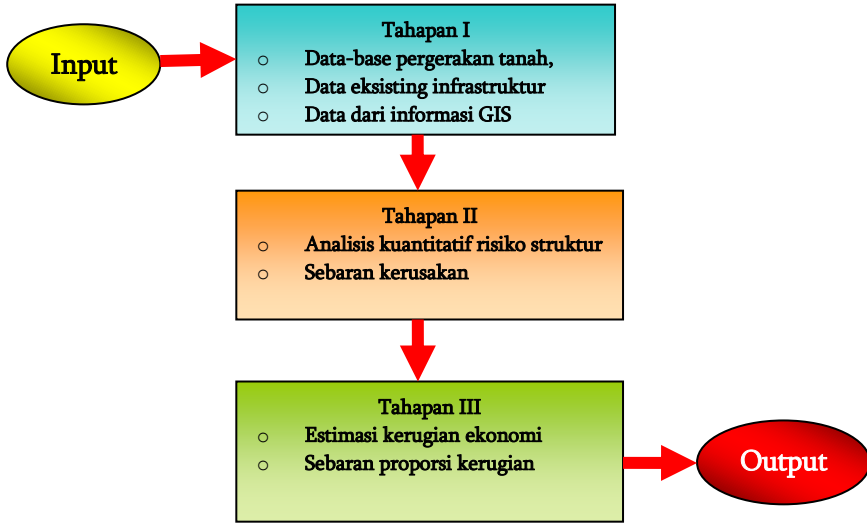 Input
Tahapan I
o Data-base pergerakan tanah,
o Data eksisting infrastruktur
o Data dari informasi GIS
Tahapan II
o Analisis kuantitatif risiko struktur
o Sebaran kerusakan
Tahapan III
o Estimasi kerugian ekonomi
o Sebaran proporsi kerugian
Output